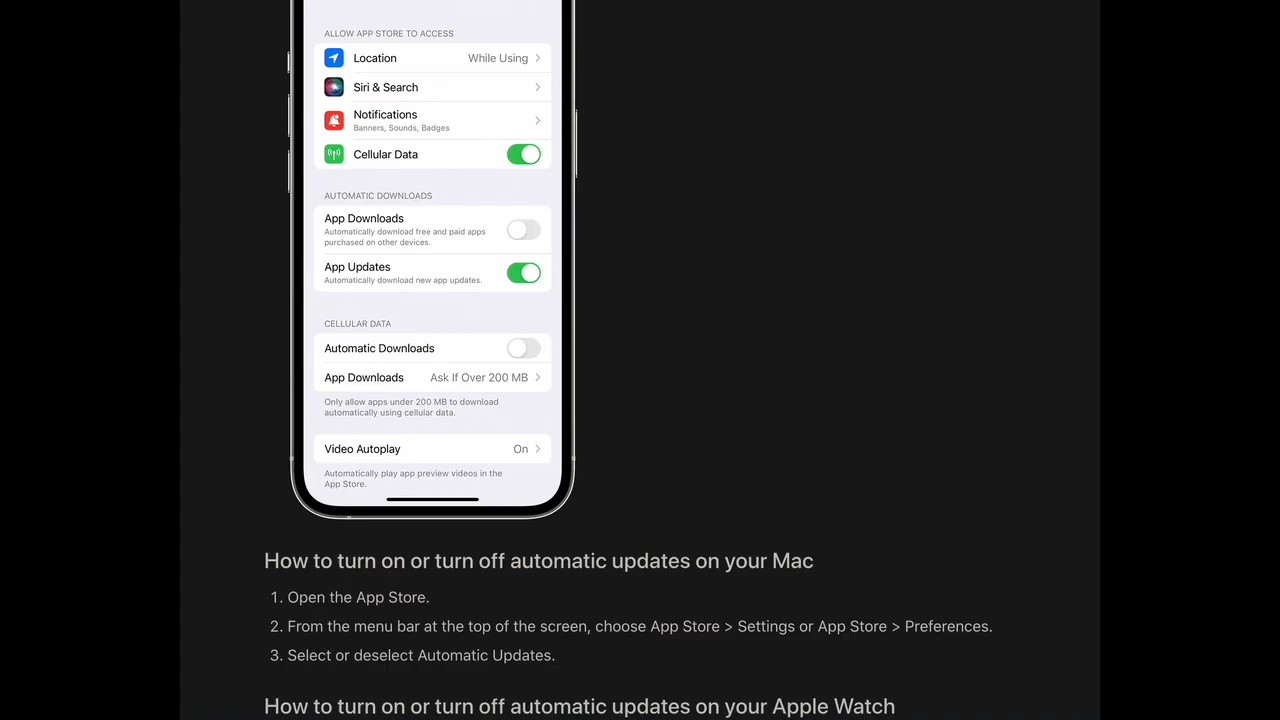 ALLOW APP STORE TO ACCESS
Location While Using
Siri & Search
Notifications
Banners, Sounds, Badges
Cellular Data
AUTOMATIC DOWNLOADS
App Downloads
Automatically download free and paid apps
purchased on other devices.
App Updates
Automatically download new app updates.
CELLULAR DATA
Automatic Downloads
App Downloads Ask If Over 200 MB
Only allow apps under 200 MB to download
automatically using cellular data.
Video Autoplay On
Automatically play app preview videos in the
App Store.
How to turn on or turn off automatic updates on your Mac
1. Open the App Store.
2. From the menu bar at the top of the screen, choose App Store > Settings or App Store > Preferences.
3. Select or deselect Automatic Updates.
How to turn on or turn off automatic updates on your Apple Watch